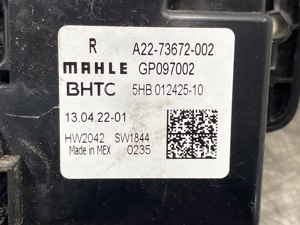 R A22-73672-002
MAHLE GP097002
BHTC 5HB 012425-10
13.04.22-01
HW2042 SW1844
Made in MEX 0235